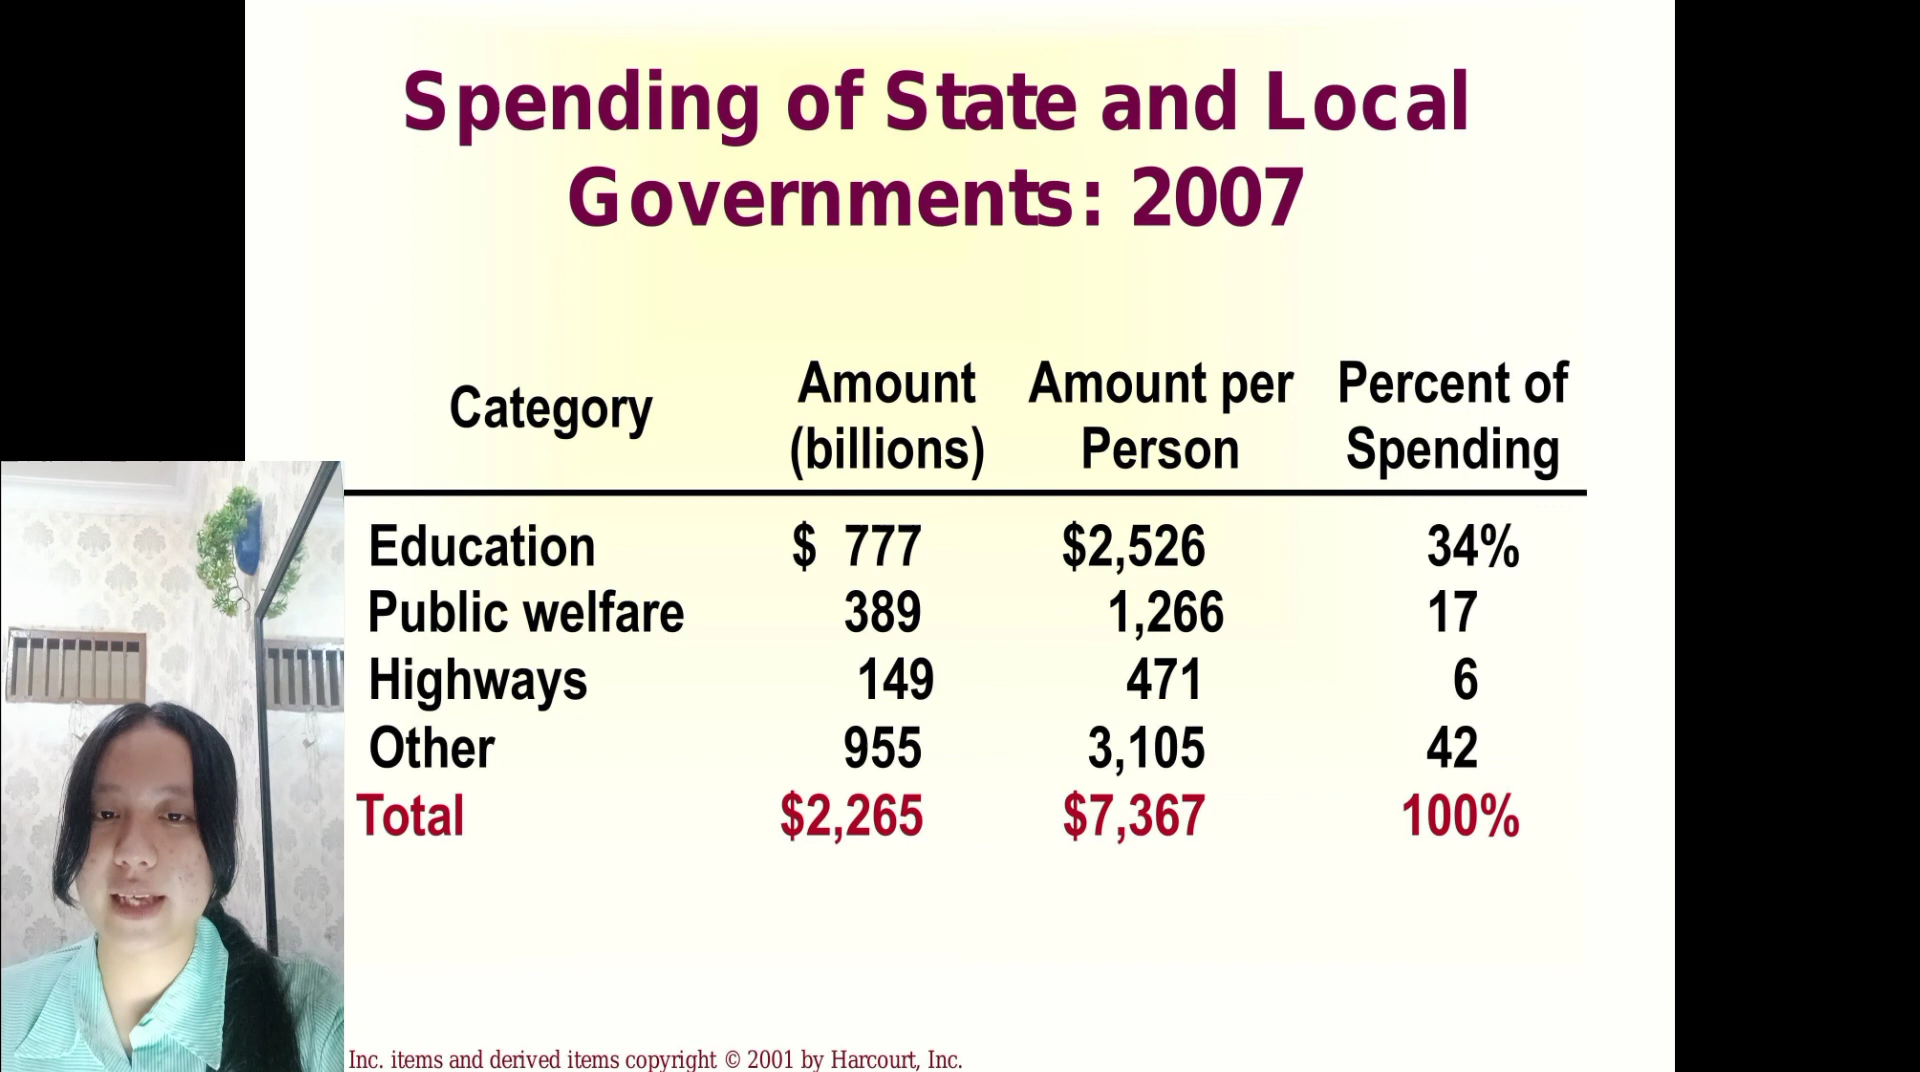 Spending of State and Local
Governments: 2007
Category Amount (billions) Amount per Person Percent of Spending
Education $ 777 $2,526 34%
Public welfare 389 1,266 17
Highways 149 471 6
Other 955 3,105 42
Total $2,265 $7,367 100%
Inc. items and derived items copyright © 2001 by Harcourt, Inc.